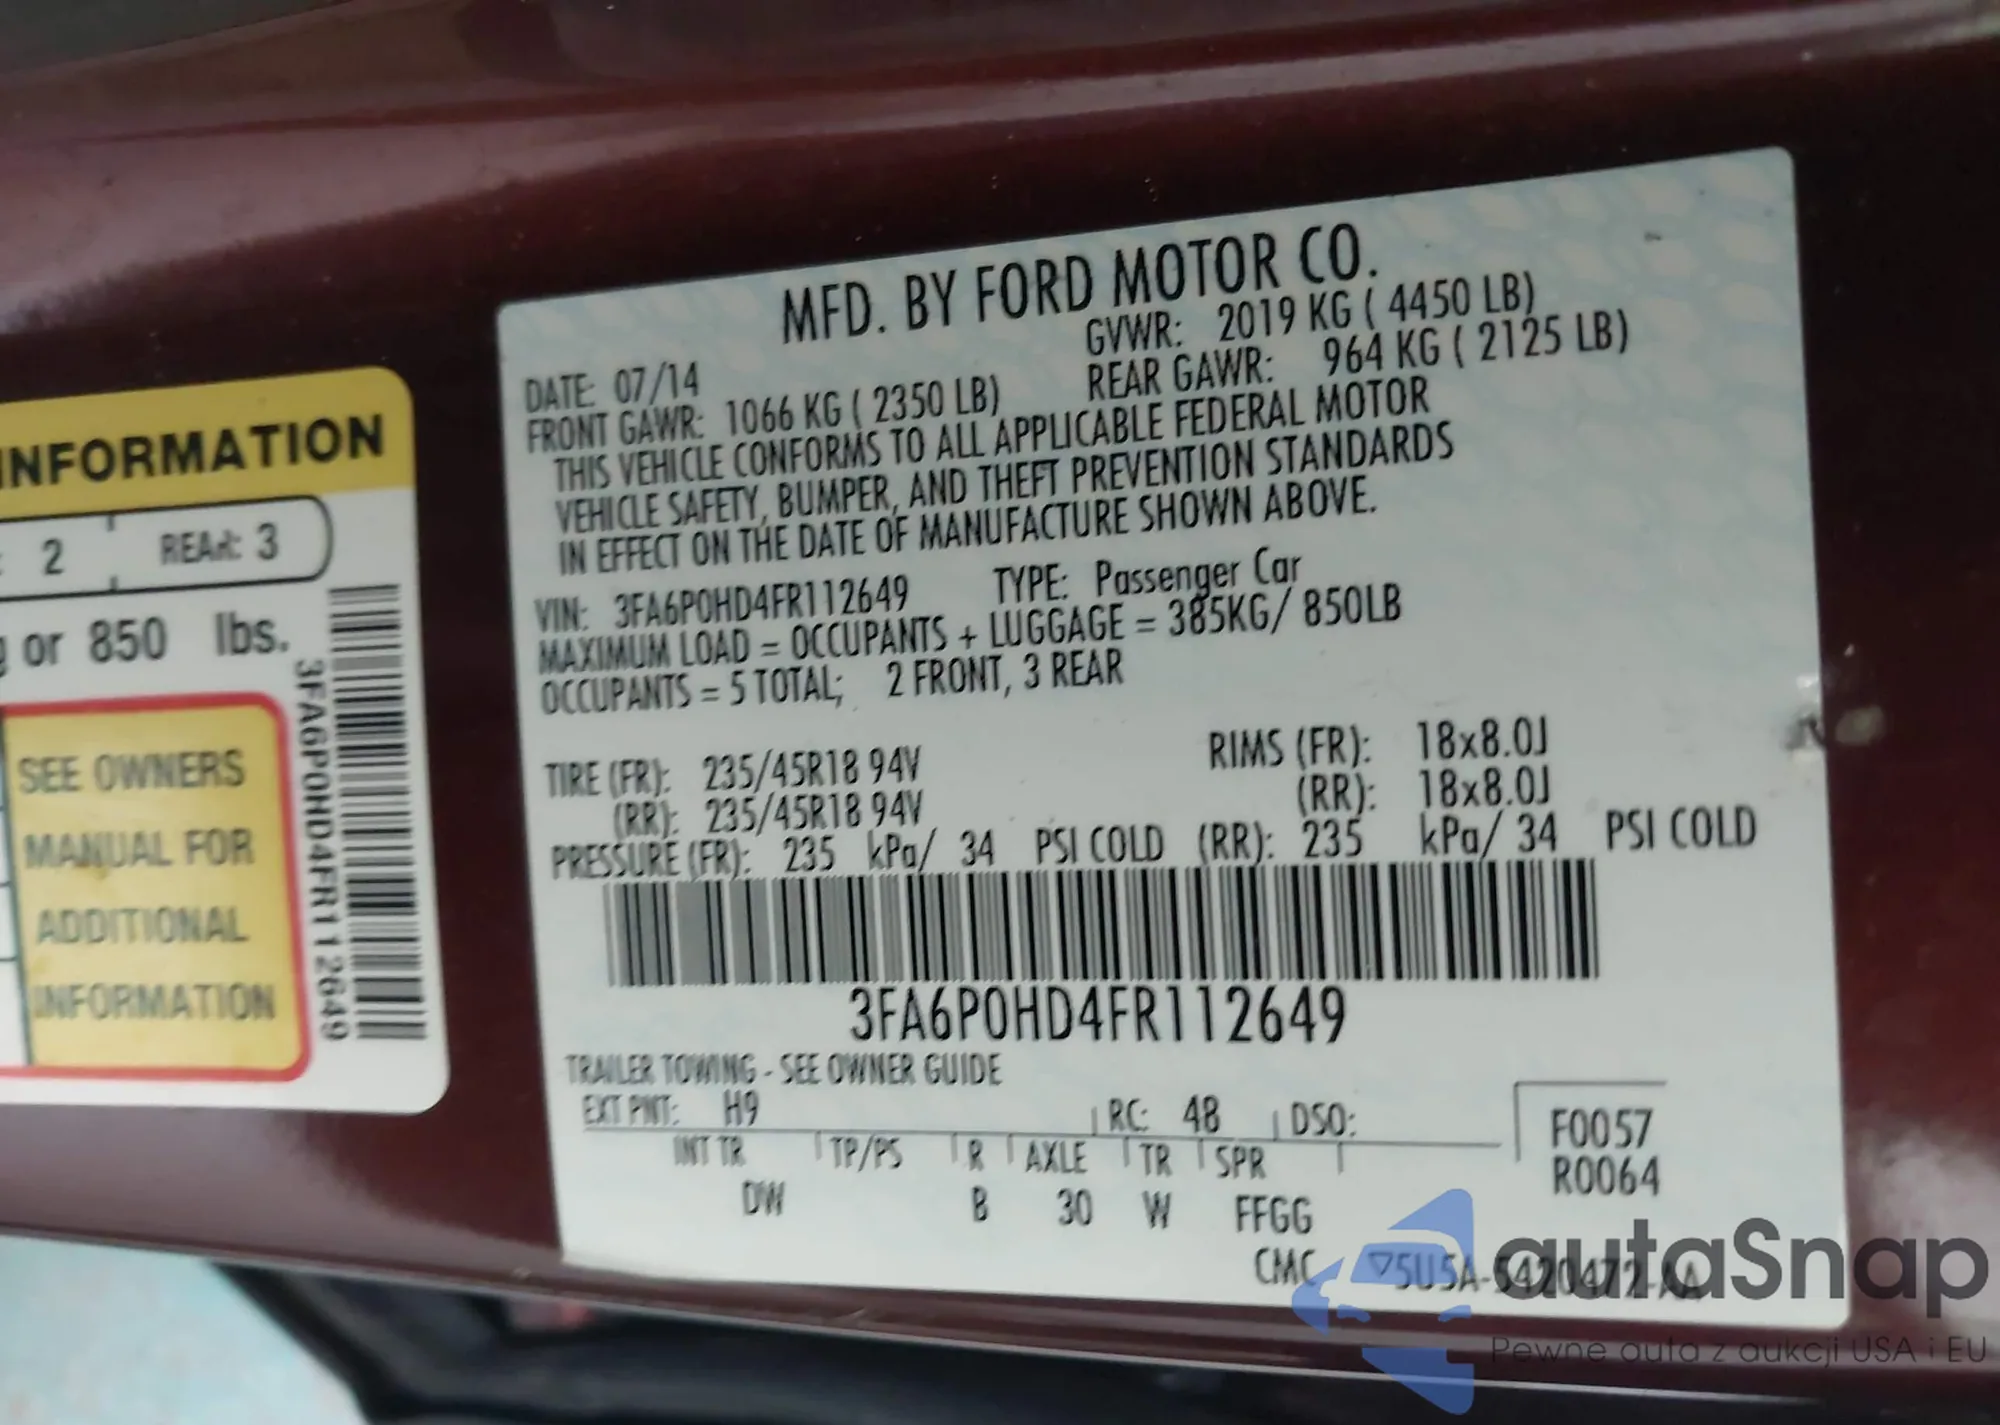 INFORMATION
2 REAR: 3
or 850 lbs.
SEE OWNERS
MANUAL FOR
ADDITIONAL
INFORMATION
3FA6P0HD4FR112649
MFD. BY FORD MOTOR CO.
DATE: 07/14 GVWR: 2019 KG ( 4450 LB)
FRONT GAWR: 1066 KG ( 2350 LB) REAR GAWR: 964 KG ( 2125 LB)
THIS VEHICLE CONFORMS TO ALL APPLICABLE FEDERAL MOTOR
VEHICLE SAFETY, BUMPER, AND THEFT PREVENTION STANDARDS
IN EFFECT ON THE DATE OF MANUFACTURE SHOWN ABOVE.
VIN: 3FA6P0HD4FR112649 TYPE: Passenger Car
MAXIMUM LOAD = OCCUPANTS + LUGGAGE = 385KG/ 850LB
OCCUPANTS = 5 TOTAL; 2 FRONT, 3 REAR
TIRE (FR): 235/45R18 94V RIMS (FR): 18x8.0J
(RR): 235/45R18 94V (RR): 18x8.0J
PRESSURE (FR): 235 kPa/ 34 PSI COLD (RR): 235 kPa/ 34 PSI COLD
3FA6P0HD4FR112649
TRAILER TOWING - SEE OWNER GUIDE
EXT PNT: H9 RC: 48 DSO: F0057
INT TR TP/PS R AXLE TR SPR R0064
DW B 30 W FFGG
CMC ▽5U5A-5420472-AA
autaSnap
Pewne auta z aukcji USA i EU